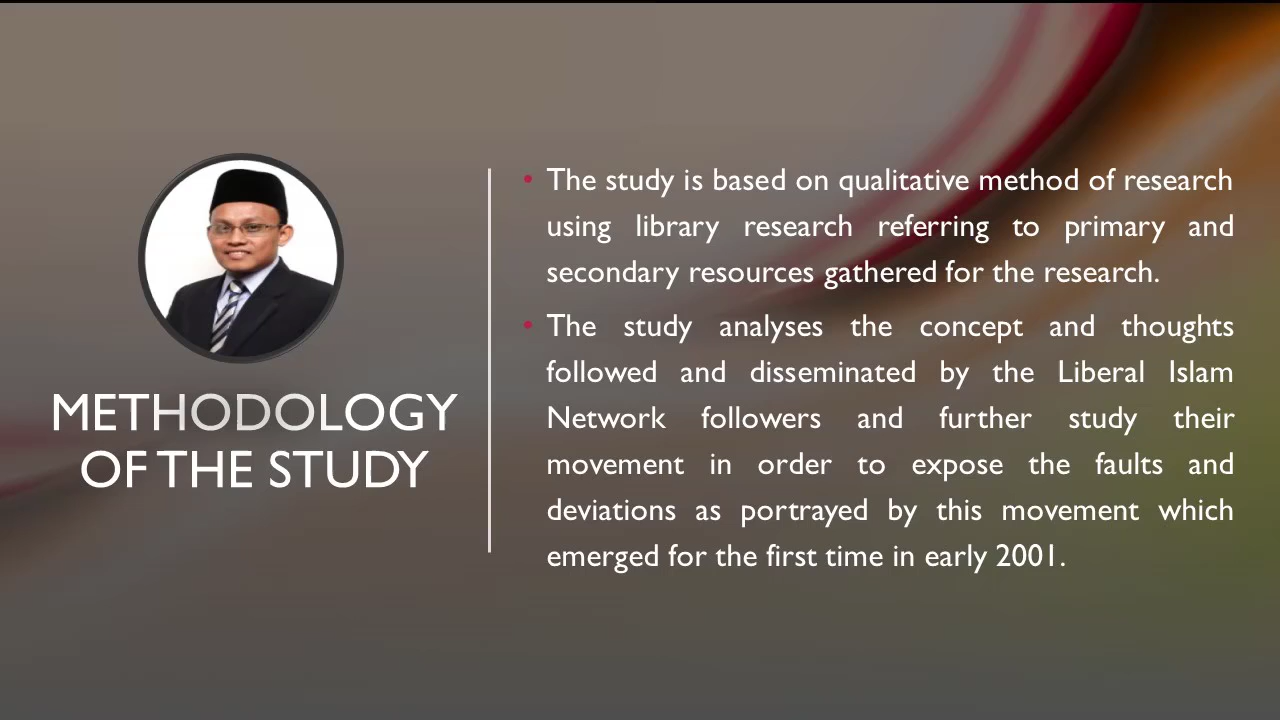 METHODOLOGY
OF THE STUDY
• The study is based on qualitative method of research
using library research referring to primary and
secondary resources gathered for the research.
• The study analyses the concept and thoughts
followed and disseminated by the Liberal Islam
Network followers and further study their
movement in order to expose the faults and
deviations as portrayed by this movement which
emerged for the first time in early 2001.